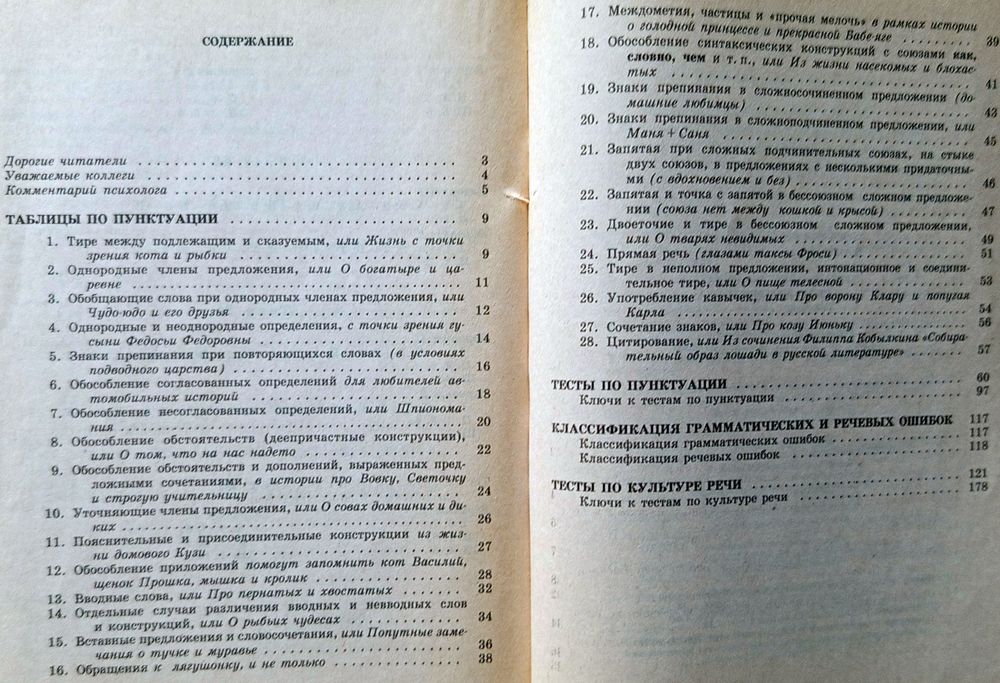 СОДЕРЖАНИЕ
Дорогие читатели . . . 3
Уважаемые коллеги . . . 4
Комментарий психолога . . . 5
ТАБЛИЦЫ ПО ПУНКТУАЦИИ . . . 9
1. Тире между подлежащим и сказуемым, или Жизнь с точки
зрения кота и рыбки . . . 9
2. Однородные члены предложения, или О богатыре и ца-
ревне . . . 11
3. Обобщающие слова при однородных членах предложения, или
Чудо-юдо и его друзья . . . 12
4. Однородные и неоднородные определения, с точки зрения гу-
сыни Федосьи Федоровны . . . 14
5. Знаки препинания при повторяющихся словах (в условиях
подводного царства) . . . 16
6. Обособление согласованных определений для любителей ав-
томобильных историй . . . 18
7. Обособление несогласованных определений, или Шпионома-
ния . . . 20
8. Обособление обстоятельств (деепричастные конструкции),
или О том, что на нас надето . . . 22
9. Обособление обстоятельств и дополнений, выраженных пред-
ложными сочетаниями, в истории про Вовку, Светочку
и строгую учительницу . . . 24
10. Уточняющие члены предложения, или О совах домашних и ди-
ких . . . 26
11. Пояснительные и присоединительные конструкции из жиз-
ни домового Кузи . . . 27
12. Обособление приложений помогут запомнить кот Василий,
щенок Прошка, мышка и кролик . . . 28
13. Вводные слова, или Про пернатых и хвостатых . . . 32
14. Отдельные случаи различения вводных и невводных слов
и конструкций, или О рыбьих чудесах . . . 34
15. Вставные предложения и словосочетания, или Попутные заме-
чания о тучке и муравье . . . 36
16. Обращения к лягушонку, и не только . . . 38
17. Междометия, частицы и «прочая мелочь» в рамках истории
о голодной принцессе и прекрасной Бабе-яге . . . 39
18. Обособление синтаксических конструкций с союзами как,
словно, чем и т. п., или Из жизни насекомых и блохас-
тых . . . 41
19. Знаки препинания в сложносочиненном предложении (до-
машние любимцы) . . . 43
20. Знаки препинания в сложноподчиненном предложении, или
Маня + Саня . . . 45
21. Запятая при сложных подчинительных союзах, на стыке
двух союзов, в предложениях с несколькими придаточны-
ми (с вдохновением и без) . . . 46
22. Запятая и точка с запятой в бессоюзном сложном предложе-
нии (союза нет между кошкой и крысой) . . . 47
23. Двоеточие и тире в бессоюзном сложном предложении,
или О тварях невидимых . . . 49
24. Прямая речь (глазами таксы Фроси) . . . 51
25. Тире в неполном предложении, интонационное и соедини-
тельное тире, или О пище телесной . . . 53
26. Употребление кавычек, или Про ворону Клару и попугая
Карла . . . 54
27. Сочетание знаков, или Про козу Июньку . . . 56
28. Цитирование, или Из сочинения Филиппа Кобылкина «Собира-
тельный образ лошади в русской литературе» . . . 57
ТЕСТЫ ПО ПУНКТУАЦИИ . . . 60
Ключи к тестам по пунктуации . . . 97
КЛАССИФИКАЦИЯ ГРАММАТИЧЕСКИХ И РЕЧЕВЫХ ОШИБОК 117
Классификация грамматических ошибок . . . 117
Классификация речевых ошибок . . . 118
ТЕСТЫ ПО КУЛЬТУРЕ РЕЧИ . . . 121
Ключи к тестам по культуре речи . . . 178